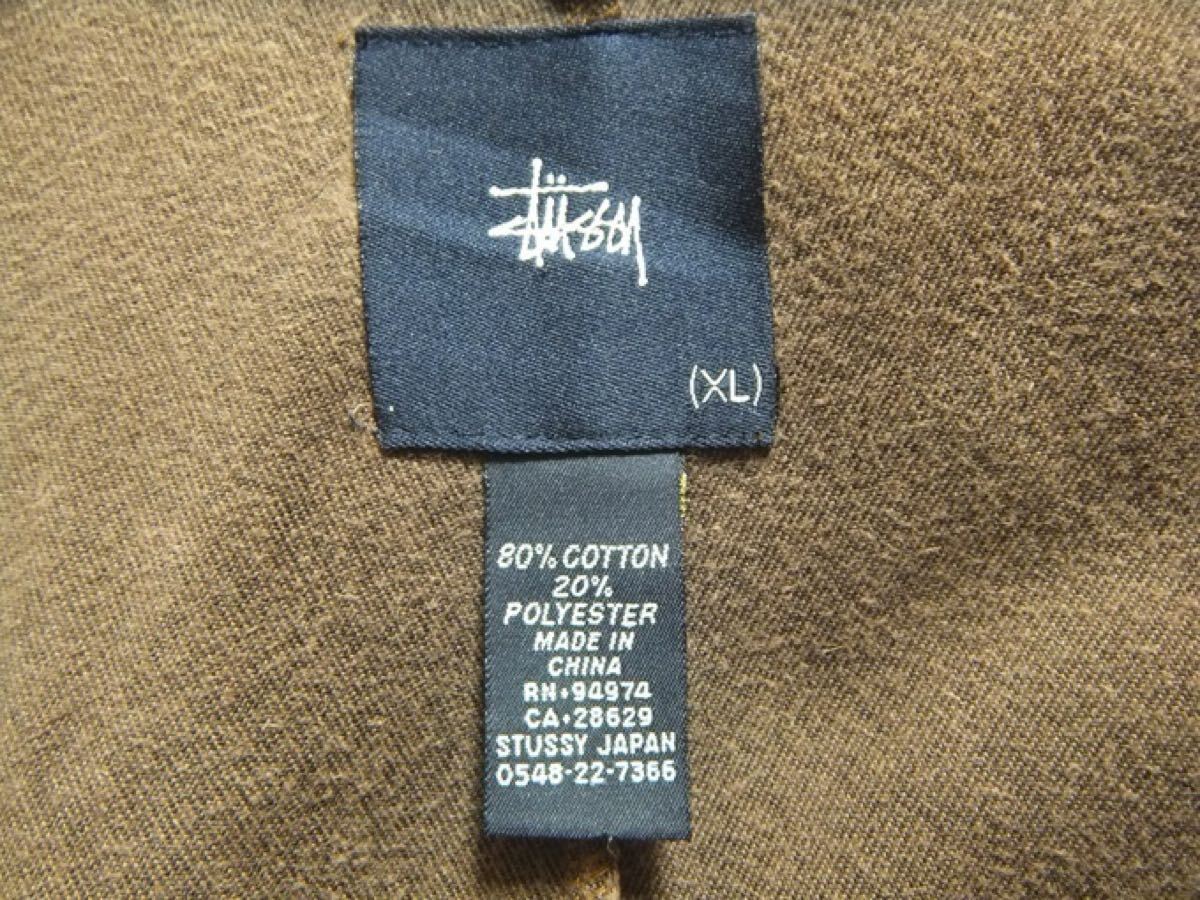 Stüssy
(XL)
80% COTTON
20%
POLYESTER
MADE IN
CHINA
RN•94974
CA•28629
STUSSY JAPAN
0548-22-7366